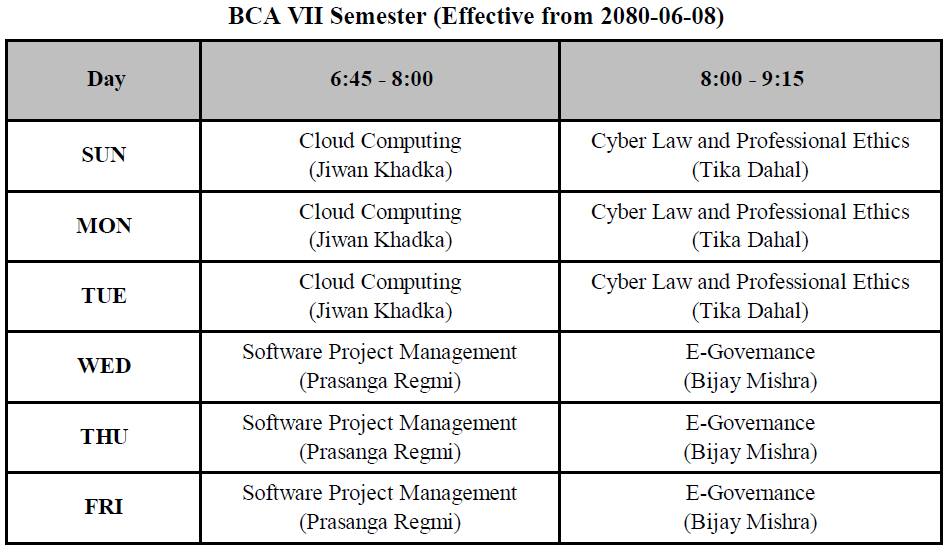 BCA VII Semester (Effective from 2080-06-08)
Day 6:45 - 8:00 8:00 - 9:15
SUN Cloud Computing Cyber Law and Professional Ethics
(Jiwan Khadka) (Tika Dahal)
MON Cloud Computing Cyber Law and Professional Ethics
(Jiwan Khadka) (Tika Dahal)
TUE Cloud Computing Cyber Law and Professional Ethics
(Jiwan Khadka) (Tika Dahal)
WED Software Project Management E-Governance
(Prasanga Regmi) (Bijay Mishra)
THU Software Project Management E-Governance
(Prasanga Regmi) (Bijay Mishra)
FRI Software Project Management E-Governance
(Prasanga Regmi) (Bijay Mishra)